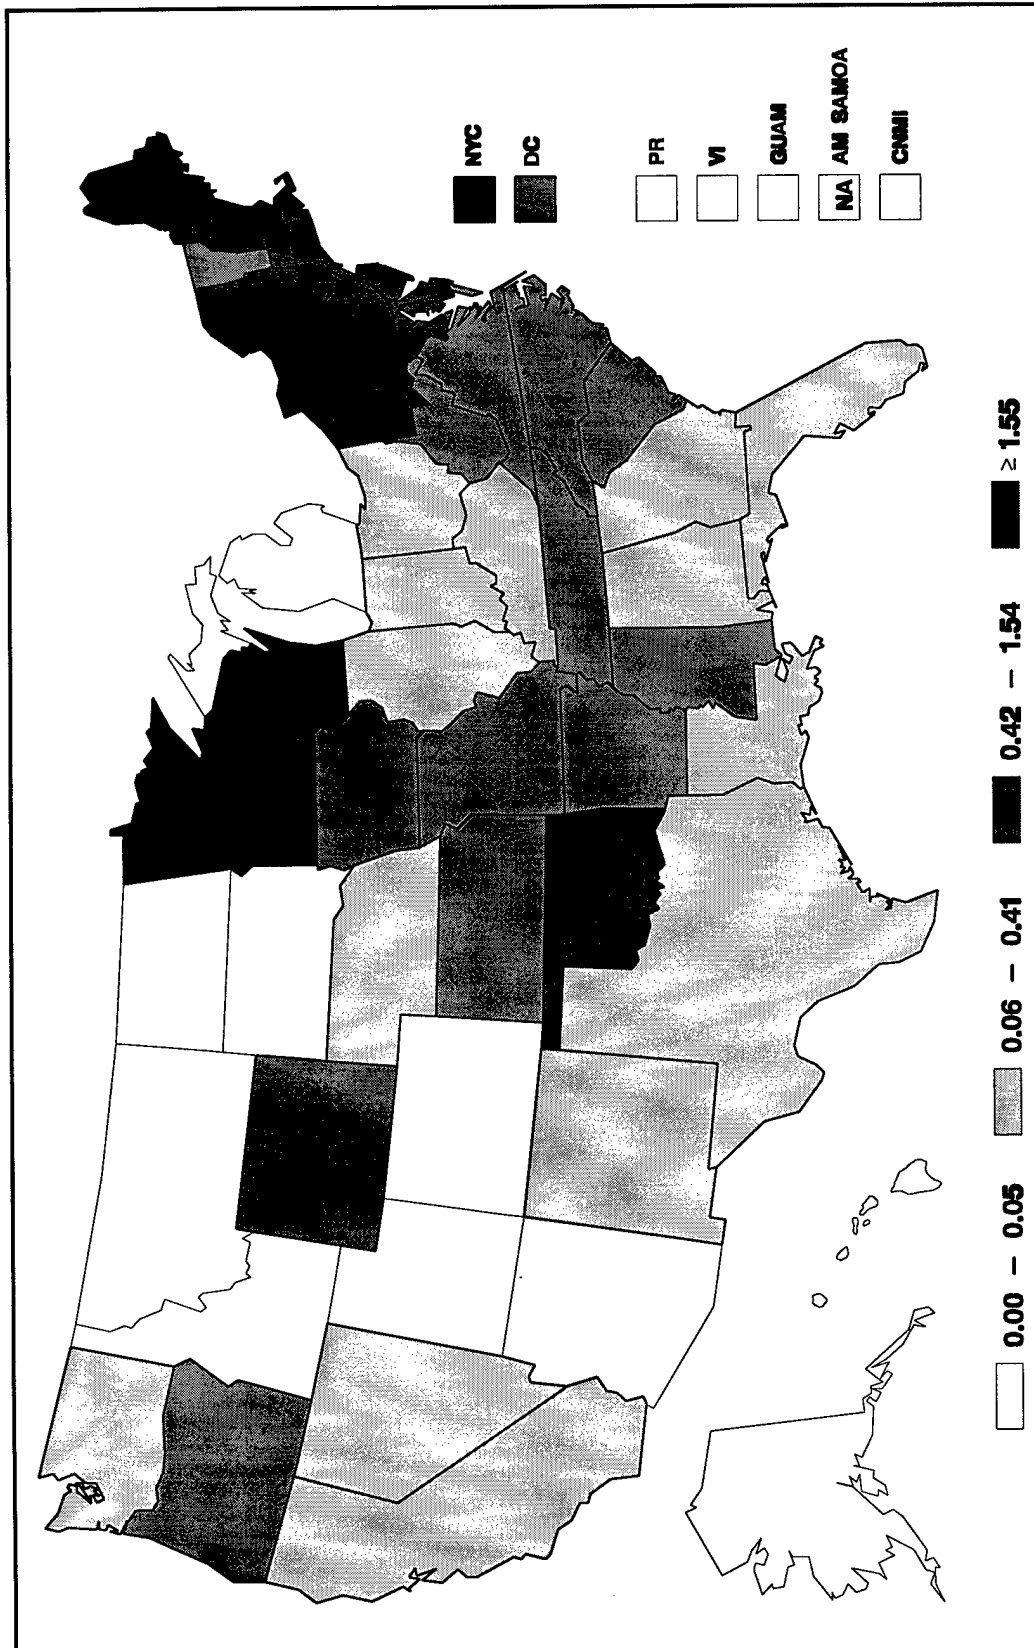 NYC
DC
PR
VI
GUAM
NA AM SAMOA
CNMI
0.00 – 0.05
0.06 – 0.41
0.42 – 1.54
≥ 1.55